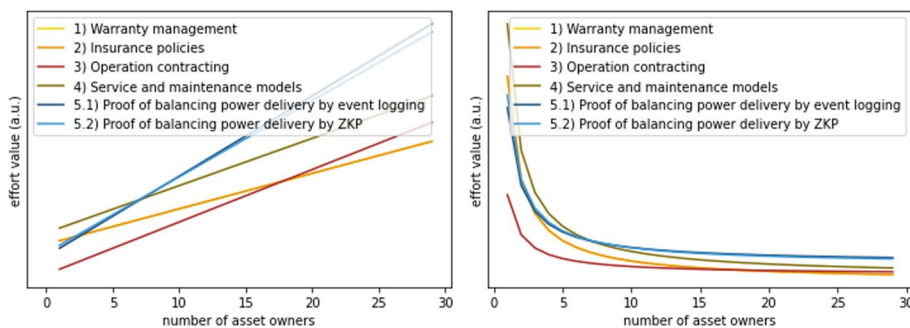 1) Warranty management
2) Insurance policies
3) Operation contracting
4) Service and maintenance models
5.1) Proof of balancing power delivery by event logging
5.2) Proof of balancing power delivery by ZKP
effort value (a.u.)
0 5 10 15 20 25 30
number of asset owners
1) Warranty management
2) Insurance policies
3) Operation contracting
4) Service and maintenance models
5.1) Proof of balancing power delivery by event logging
5.2) Proof of balancing power delivery by ZKP
effort value (a.u.)
0 5 10 15 20 25 30
number of asset owners